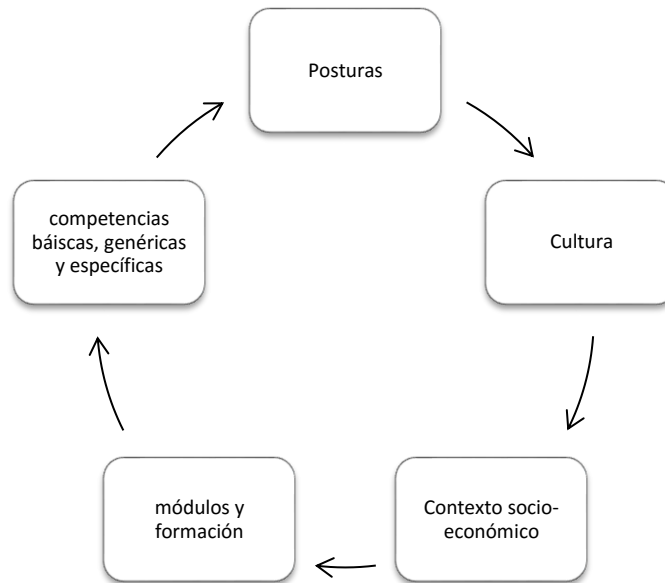 Posturas
Cultura
Contexto socio-
económico
módulos y
formación
competencias
báiscas, genéricas
y específicas